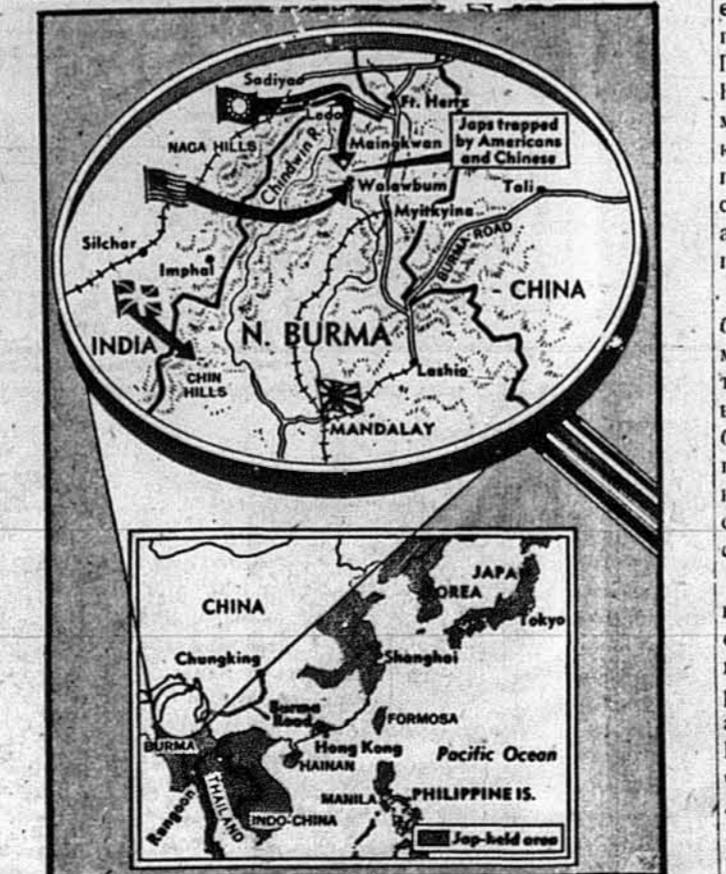 Sadiya
Ft. Hertz
Ledo
NAGA HILLS
Chindwin R.
Maingkwan
Japs trapped
by Americans
and Chinese
Walawbum
Tali
Myitkyina
BURMA ROAD
Silchar
Imphal
- CHINA
N. BURMA
INDIA
CHIN
HILLS
Lashio
MANDALAY
JAPA
KOREA
CHINA
Tokyo
Chungking
Shanghai
Burma
Road
FORMOSA
BURMA
Hong Kong
HAINAN
Pacific Ocean
MANILA
PHILIPPINE IS.
Rangoon
THAILAND
INDO-CHINA
Jap-held area